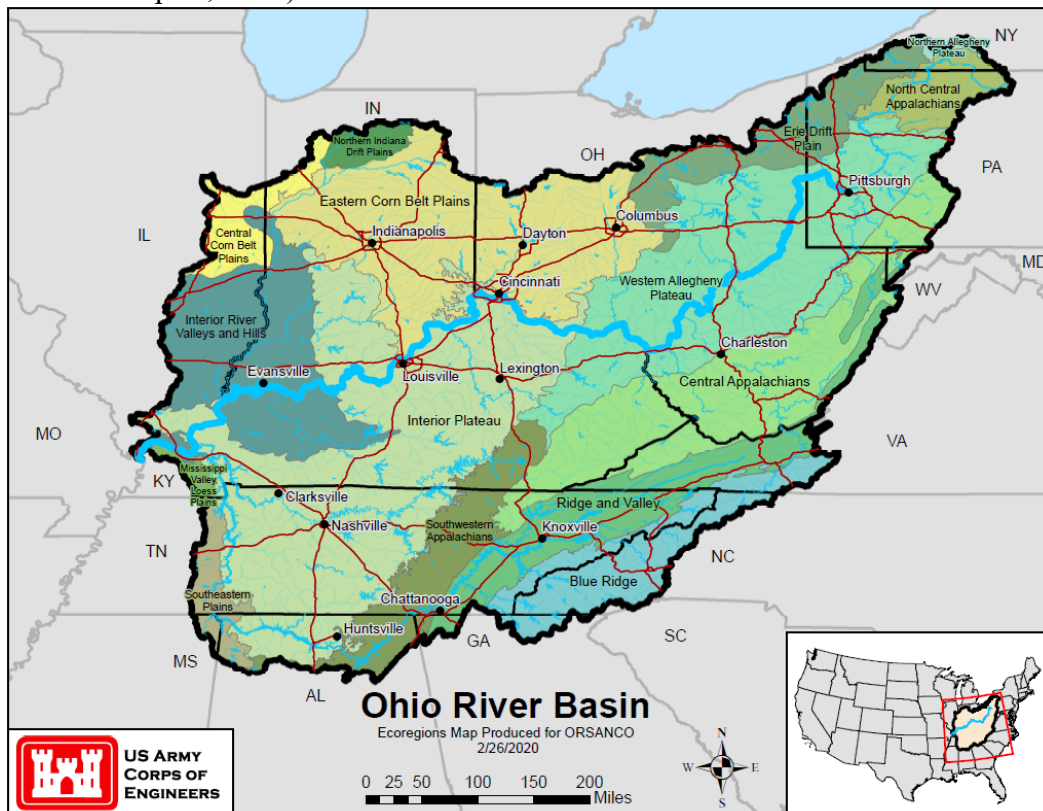 NY
Northern Allegheny
Plateau
North Central
Appalachians
IN
Northern Indiana
Drift Plains
OH
Erie Drift
Plain
PA
Pittsburgh
Eastern Corn Belt Plains
Columbus
IL
Central
Corn Belt
Plains
Indianapolis
Dayton
MD
Cincinnati
Western Allegheny
Plateau
WV
Interior River
Valleys and Hills
Charleston
Evansville
Louisville
Lexington
Central Appalachians
Interior Plateau
MO
VA
KY
Mississippi
Valley
Loess
Plains
Clarksville
Ridge and Valley
Nashville
Southwestern
Appalachians
Knoxville
TN
NC
Blue Ridge
Southeastern
Plains
Chattanooga
Huntsville
GA
SC
MS
AL
Ohio River Basin
Ecoregions Map Produced for ORSANCO
2/26/2020
N
W E
S
0 25 50 100 150 200
Miles
US Army
Corps of
Engineers